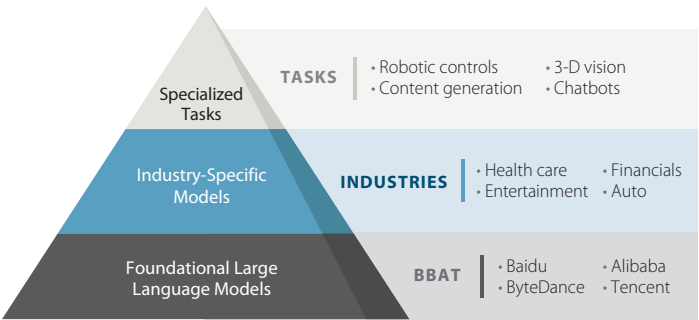 Specialized
Tasks
TASKS
• Robotic controls
• 3-D vision
• Content generation
• Chatbots
Industry-Specific
Models
INDUSTRIES
• Health care
• Financials
• Entertainment
• Auto
Foundational Large
Language Models
BBAT
• Baidu
• Alibaba
• ByteDance
• Tencent